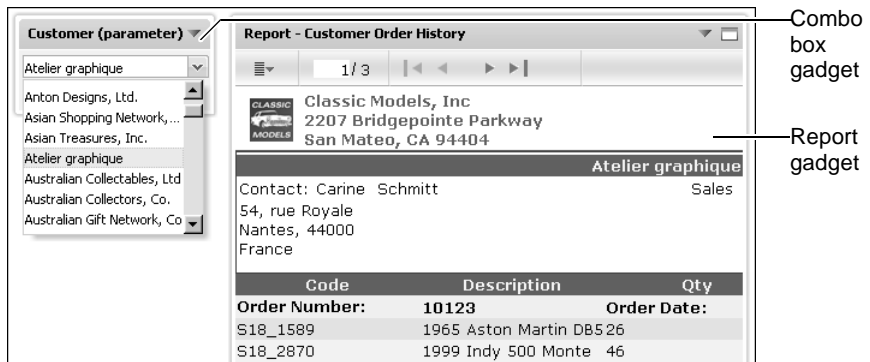 Customer (parameter)
Atelier graphique
Anton Designs, Ltd.
Asian Shopping Network,...
Asian Treasures, Inc.
Atelier graphique
Australian Collectables, Ltd
Australian Collectors, Co.
Australian Gift Network, Co
Report - Customer Order History
1/ 3
CLASSIC
MODELS
Classic Models, Inc
2207 Bridgepointe Parkway
San Mateo, CA 94404
Atelier graphique
Contact: Carine Schmitt Sales
54, rue Royale
Nantes, 44000
France
Code Description Qty
Order Number: 10123 Order Date:
S18_1589 1965 Aston Martin DB5 26
S18_2870 1999 Indy 500 Monte 46
Combo
box
gadget
Report
gadget